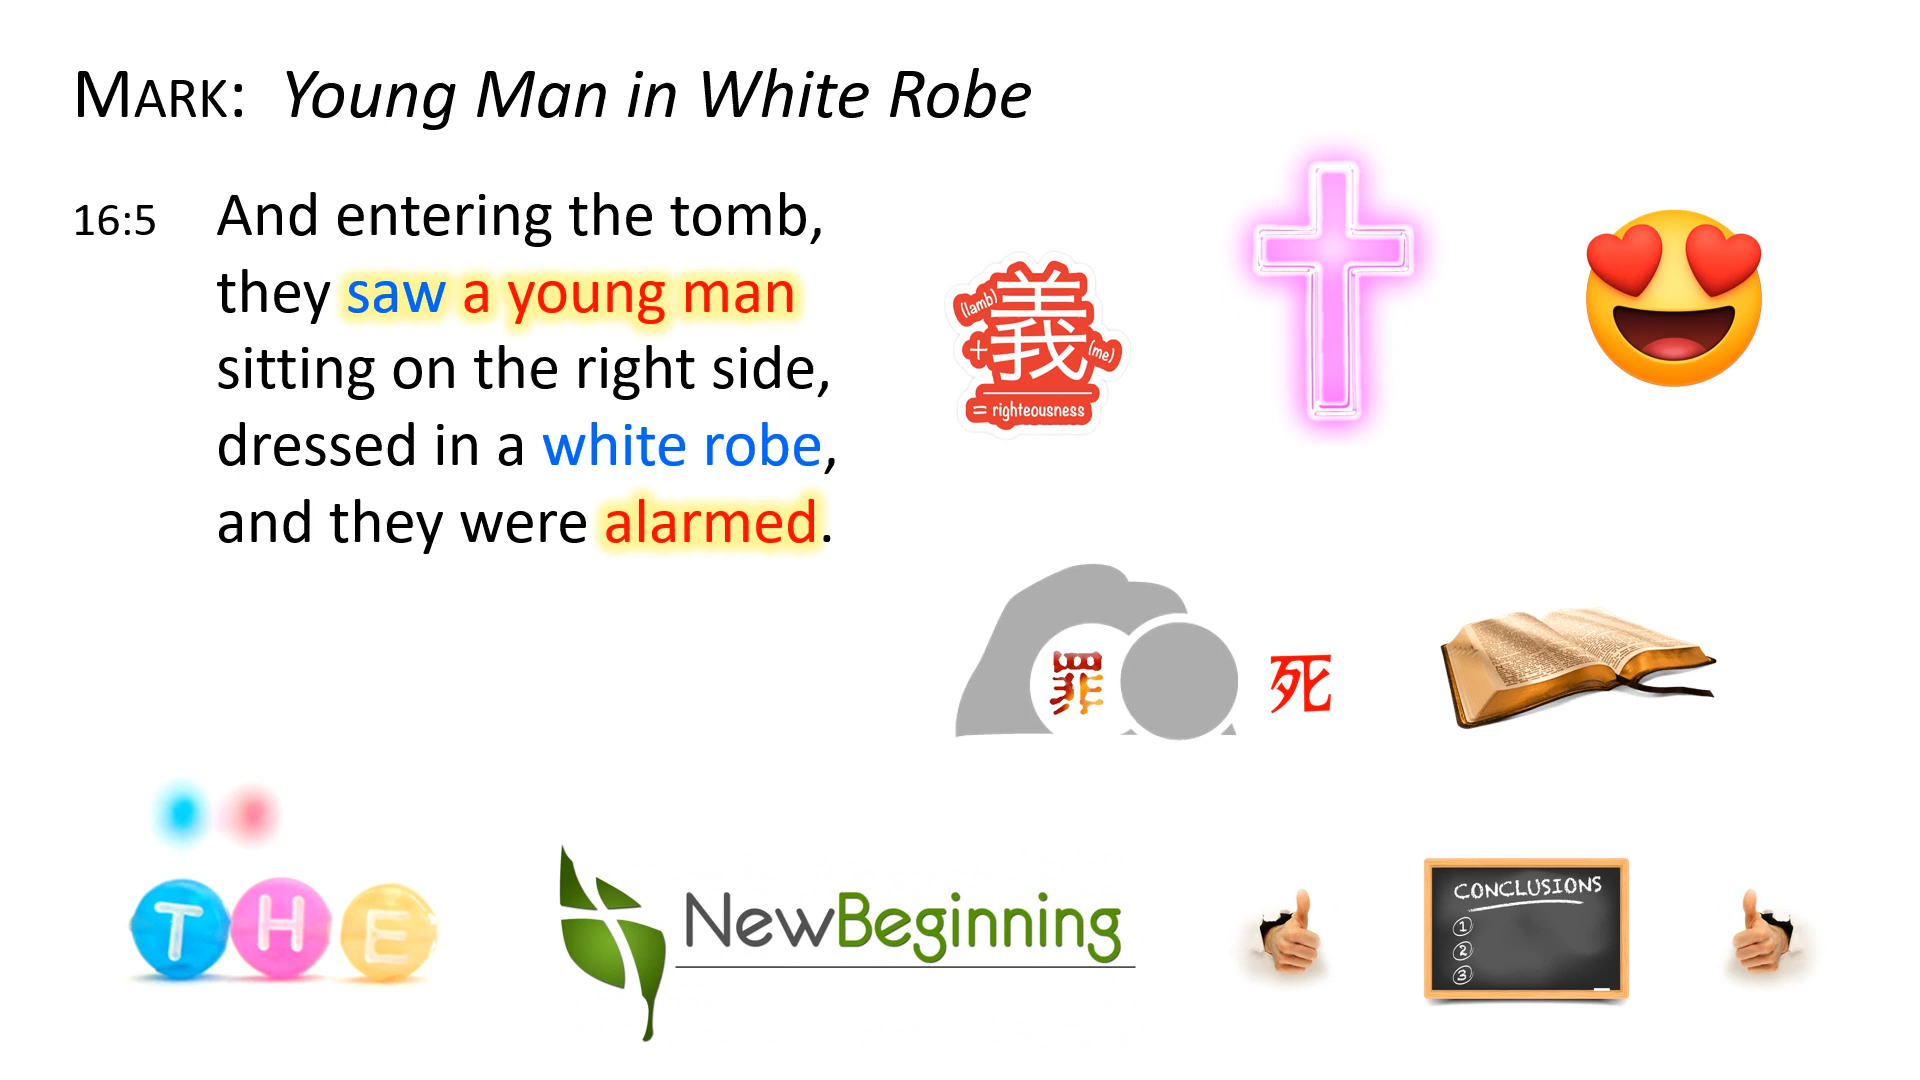 MARK: Young Man in White Robe
16:5 And entering the tomb,
they saw a young man
sitting on the right side,
dressed in a white robe,
and they were alarmed.
(lamb)
義
+
(me)
= righteousness
罪
死
THE
NewBeginning
CONCLUSIONS
1
2
3